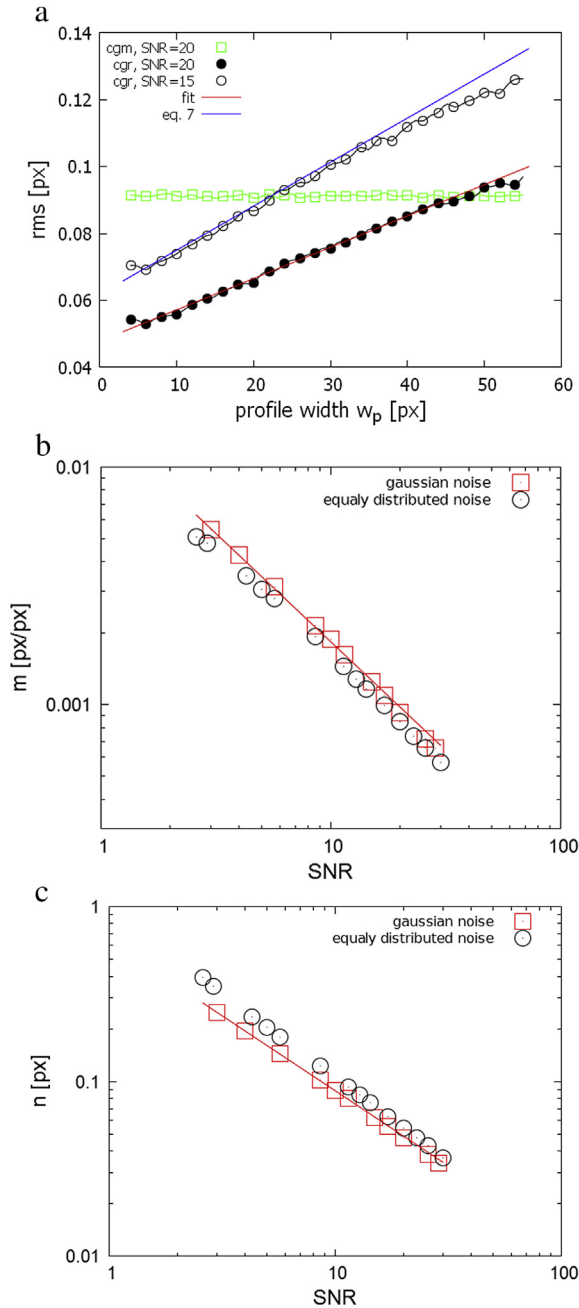 a
0.14
0.12
0.1
0.08
0.06
0.04
rms [px]
cgm, SNR=20
cgr, SNR=20
cgr, SNR=15
fit
eq. 7
0 10 20 30 40 50 60
profile width wp [px]
b
0.01
0.001
m [px/px]
gaussian noise
equaly distributed noise
1 10 100
SNR
c
1
0.1
0.01
n [px]
gaussian noise
equaly distributed noise
1 10 100
SNR